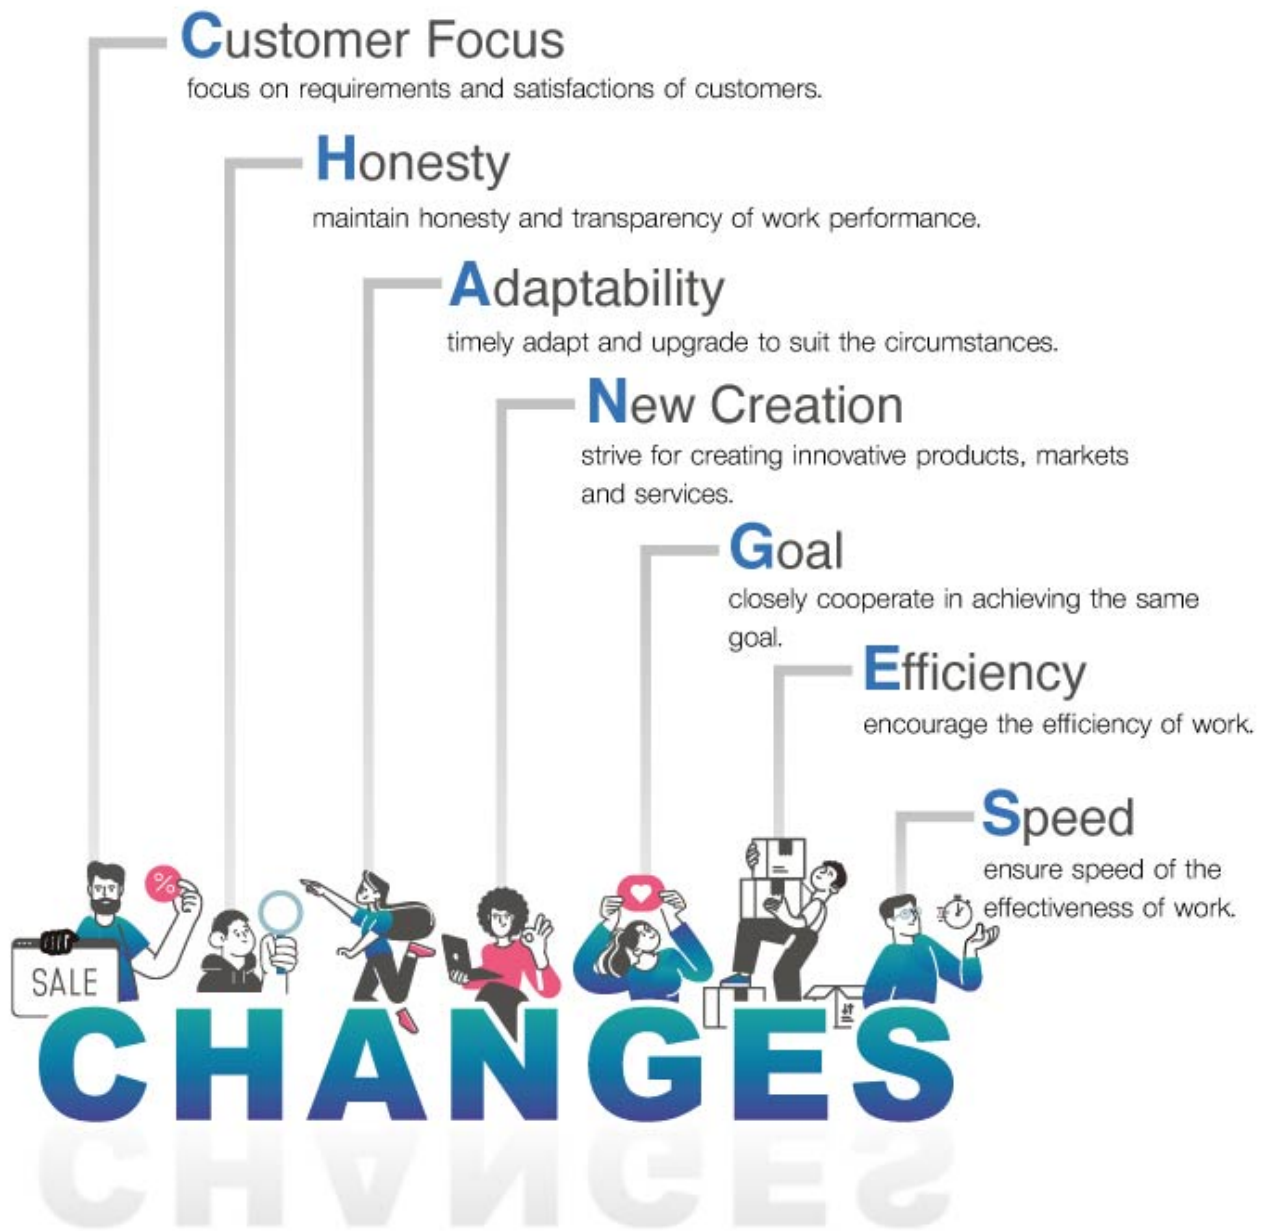 Customer Focus
focus on requirements and satisfactions of customers.
Honesty
maintain honesty and transparency of work performance.
Adaptability
timely adapt and upgrade to suit the circumstances.
New Creation
strive for creating innovative products, markets
and services.
Goal
closely cooperate in achieving the same
goal.
Efficiency
encourage the efficiency of work.
Speed
ensure speed of the
effectiveness of work.
%
SALE
CHANGES